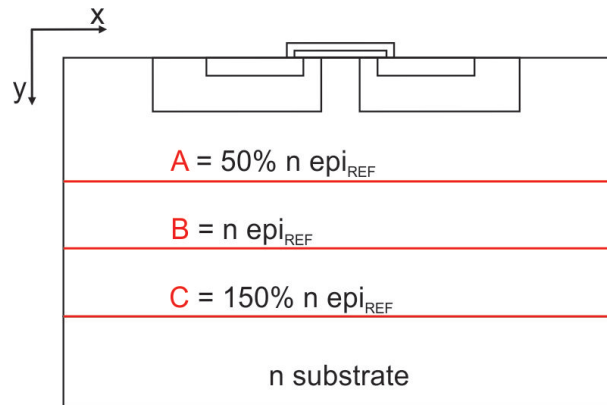 x
y
A = 50% n epiREF
B = n epiREF
C = 150% n epiREF
n substrate